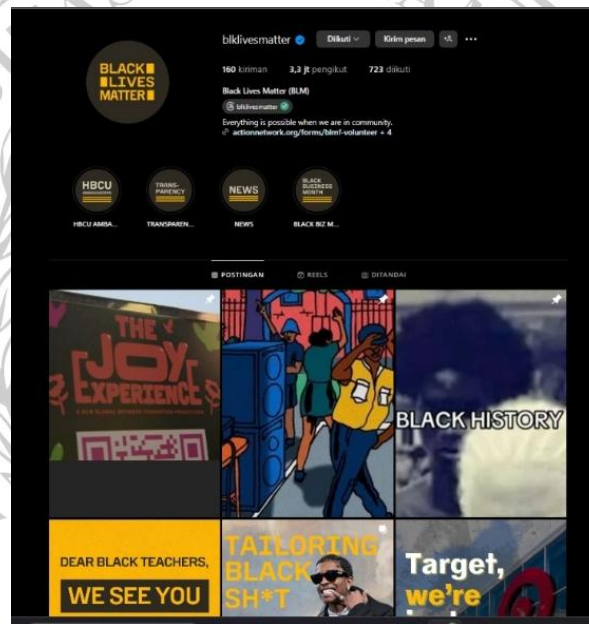 blklivesmatter Diikuti Kirim pesan
160 kiriman 3,3 jt pengikut 723 diikuti
Black Lives Matter (BLM)
blklivesmatter
Everything is possible when we are in community.
actionnetwork.org/forms/blmf-volunteer + 4
BLACK
LIVES
MATTER
HBCU
TRANS-
PARENCY
NEWS
BLACK
BUSINESS
MONTH
HBCU AMBA... TRANSPAREN... NEWS BLACK BIZ M...
POSTINGAN REELS DITANDAI
THE
JOY
EXPERIENCE
BLACK HISTORY
DEAR BLACK TEACHERS,
WE SEE YOU
TAILORING
BLACK
SH*T
Target,
we're